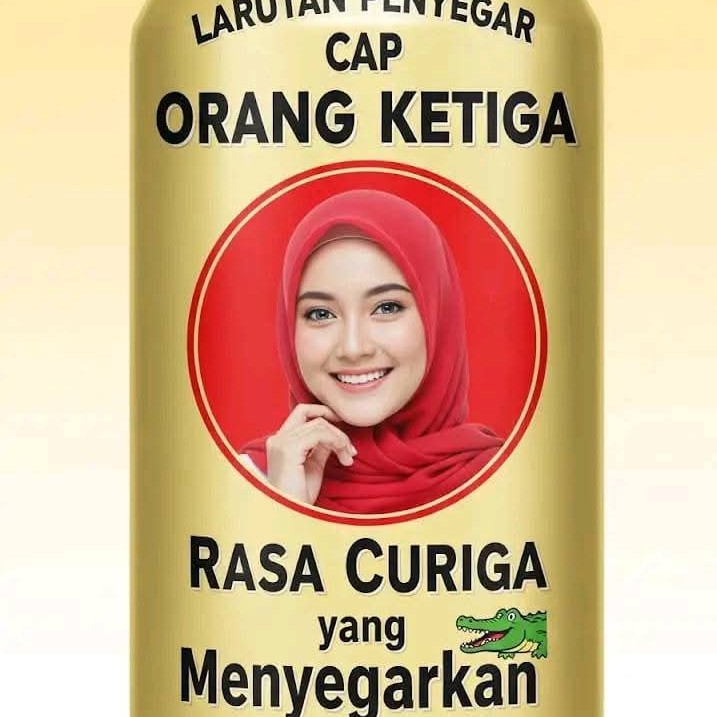 LARUTAN PENYEGAR
CAP
ORANG KETIGA
RASA CURIGA
yang
Menyegarkan